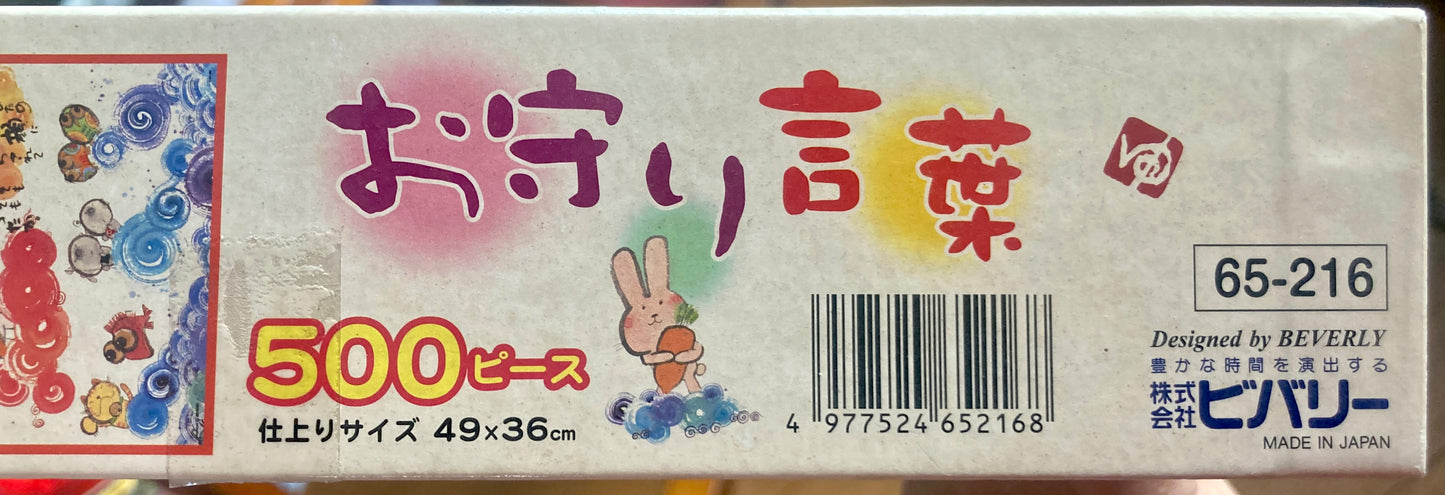 お守り言葉
500ピース
仕上りサイズ 49×36cm
4 977524 652168
65-216
Designed by BEVERLY
豊かな時間を演出する
株式会社ビバリー
MADE IN JAPAN